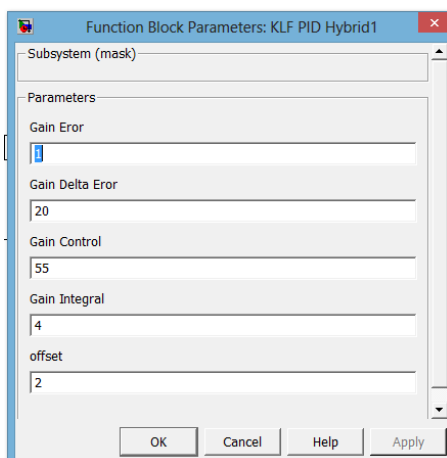 Function Block Parameters: KLF PID Hybrid1
Subsystem (mask)
Parameters
Gain Eror
1
Gain Delta Eror
20
Gain Control
55
Gain Integral
4
offset
2
OK Cancel Help Apply